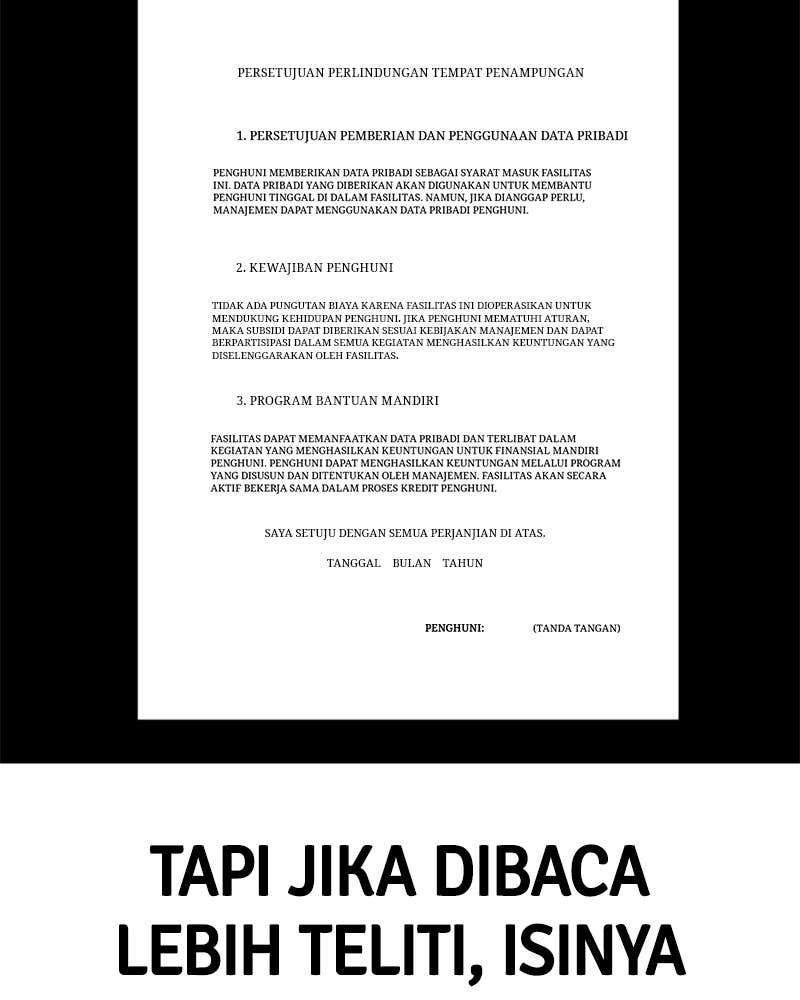 PERSETUJUAN PERLINDUNGAN TEMPAT PENAMPUNGAN
1. PERSETUJUAN PEMBERIAN DAN PENGGUNAAN DATA PRIBADI
PENGHUNI MEMBERIKAN DATA PRIBADI SEBAGAI SYARAT MASUK FASILITAS
INI. DATA PRIBADI YANG DIBERIKAN AKAN DIGUNAKAN UNTUK MEMBANTU
PENGHUNI TINGGAL DI DALAM FASILITAS. NAMUN, JIKA DIANGGAP PERLU,
MANAJEMEN DAPAT MENGGUNAKAN DATA PRIBADI PENGHUNI.
2. KEWAJIBAN PENGHUNI
TIDAK ADA PUNGUTAN BIAYA KARENA FASILITAS INI DIOPERASIKAN UNTUK
MENDUKUNG KEHIDUPAN PENGHUNI. JIKA PENGHUNI MEMATUHI ATURAN,
MAKA SUBSIDI DAPAT DIBERIKAN SESUAI KEBIJAKAN MANAJEMEN DAN DAPAT
BERPARTISIPASI DALAM SEMUA KEGIATAN MENGHASILKAN KEUNTUNGAN YANG
DISELENGGARAKAN OLEH FASILITAS.
3. PROGRAM BANTUAN MANDIRI
FASILITAS DAPAT MEMANFAATKAN DATA PRIBADI DAN TERLIBAT DALAM
KEGIATAN YANG MENGHASILKAN KEUNTUNGAN UNTUK FINANSIAL MANDIRI
PENGHUNI. PENGHUNI DAPAT MENGHASILKAN KEUNTUNGAN MELALUI PROGRAM
YANG DISUSUN DAN DITENTUKAN OLEH MANAJEMEN. FASILITAS AKAN SECARA
AKTIF BEKERJA SAMA DALAM PROSES KREDIT PENGHUNI.
SAYA SETUJU DENGAN SEMUA PERJANJIAN DI ATAS.
TANGGAL BULAN TAHUN
PENGHUNI: (TANDA TANGAN)
TAPI JIKA DIBACA
LEBIH TELITI, ISINYA